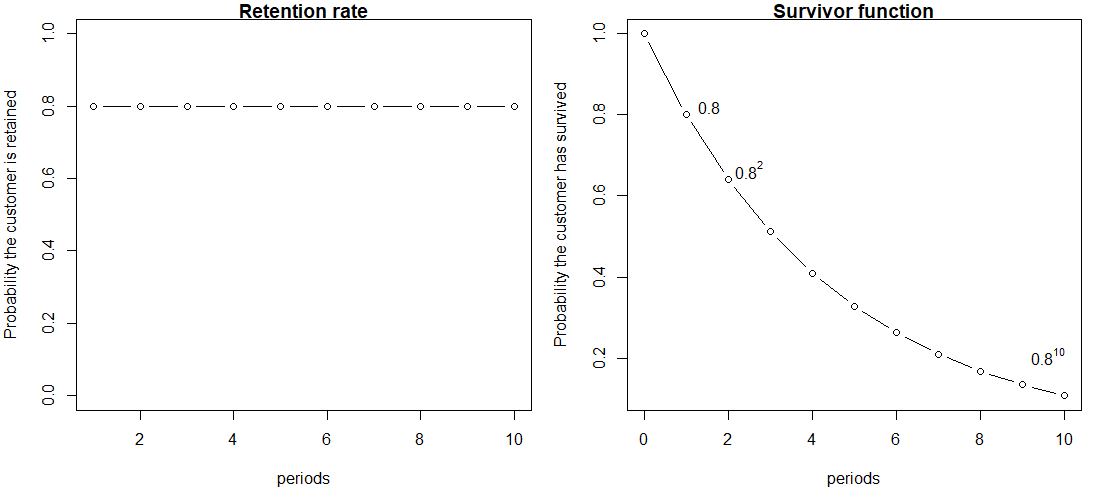 Retention rate
Probability the customer is retained
1.0
0.8
0.6
0.4
0.2
0.0
2 4 6 8 10
periods
Survivor function
Probability the customer has survived
1.0
0.8
0.6
0.4
0.2
0.8
0.8²
0.8¹⁰
0 2 4 6 8 10
periods